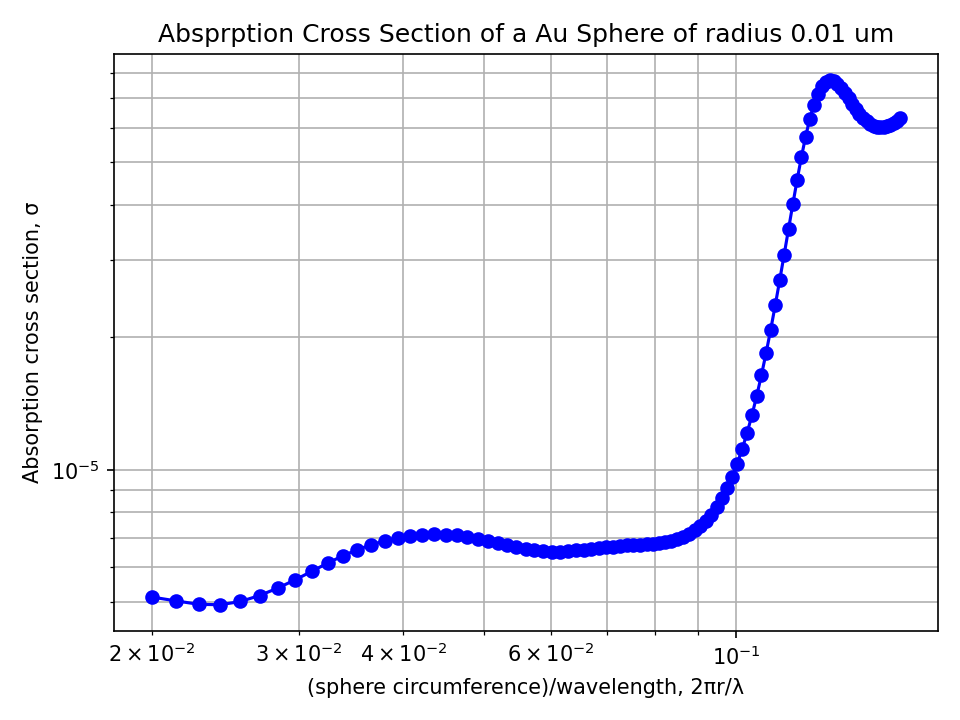 Absprption Cross Section of a Au Sphere of radius 0.01 um
Absorption cross section, σ
10⁻⁵
2 × 10⁻² 3 × 10⁻² 4 × 10⁻² 6 × 10⁻² 10⁻¹
(sphere circumference)/wavelength, 2πr/λ